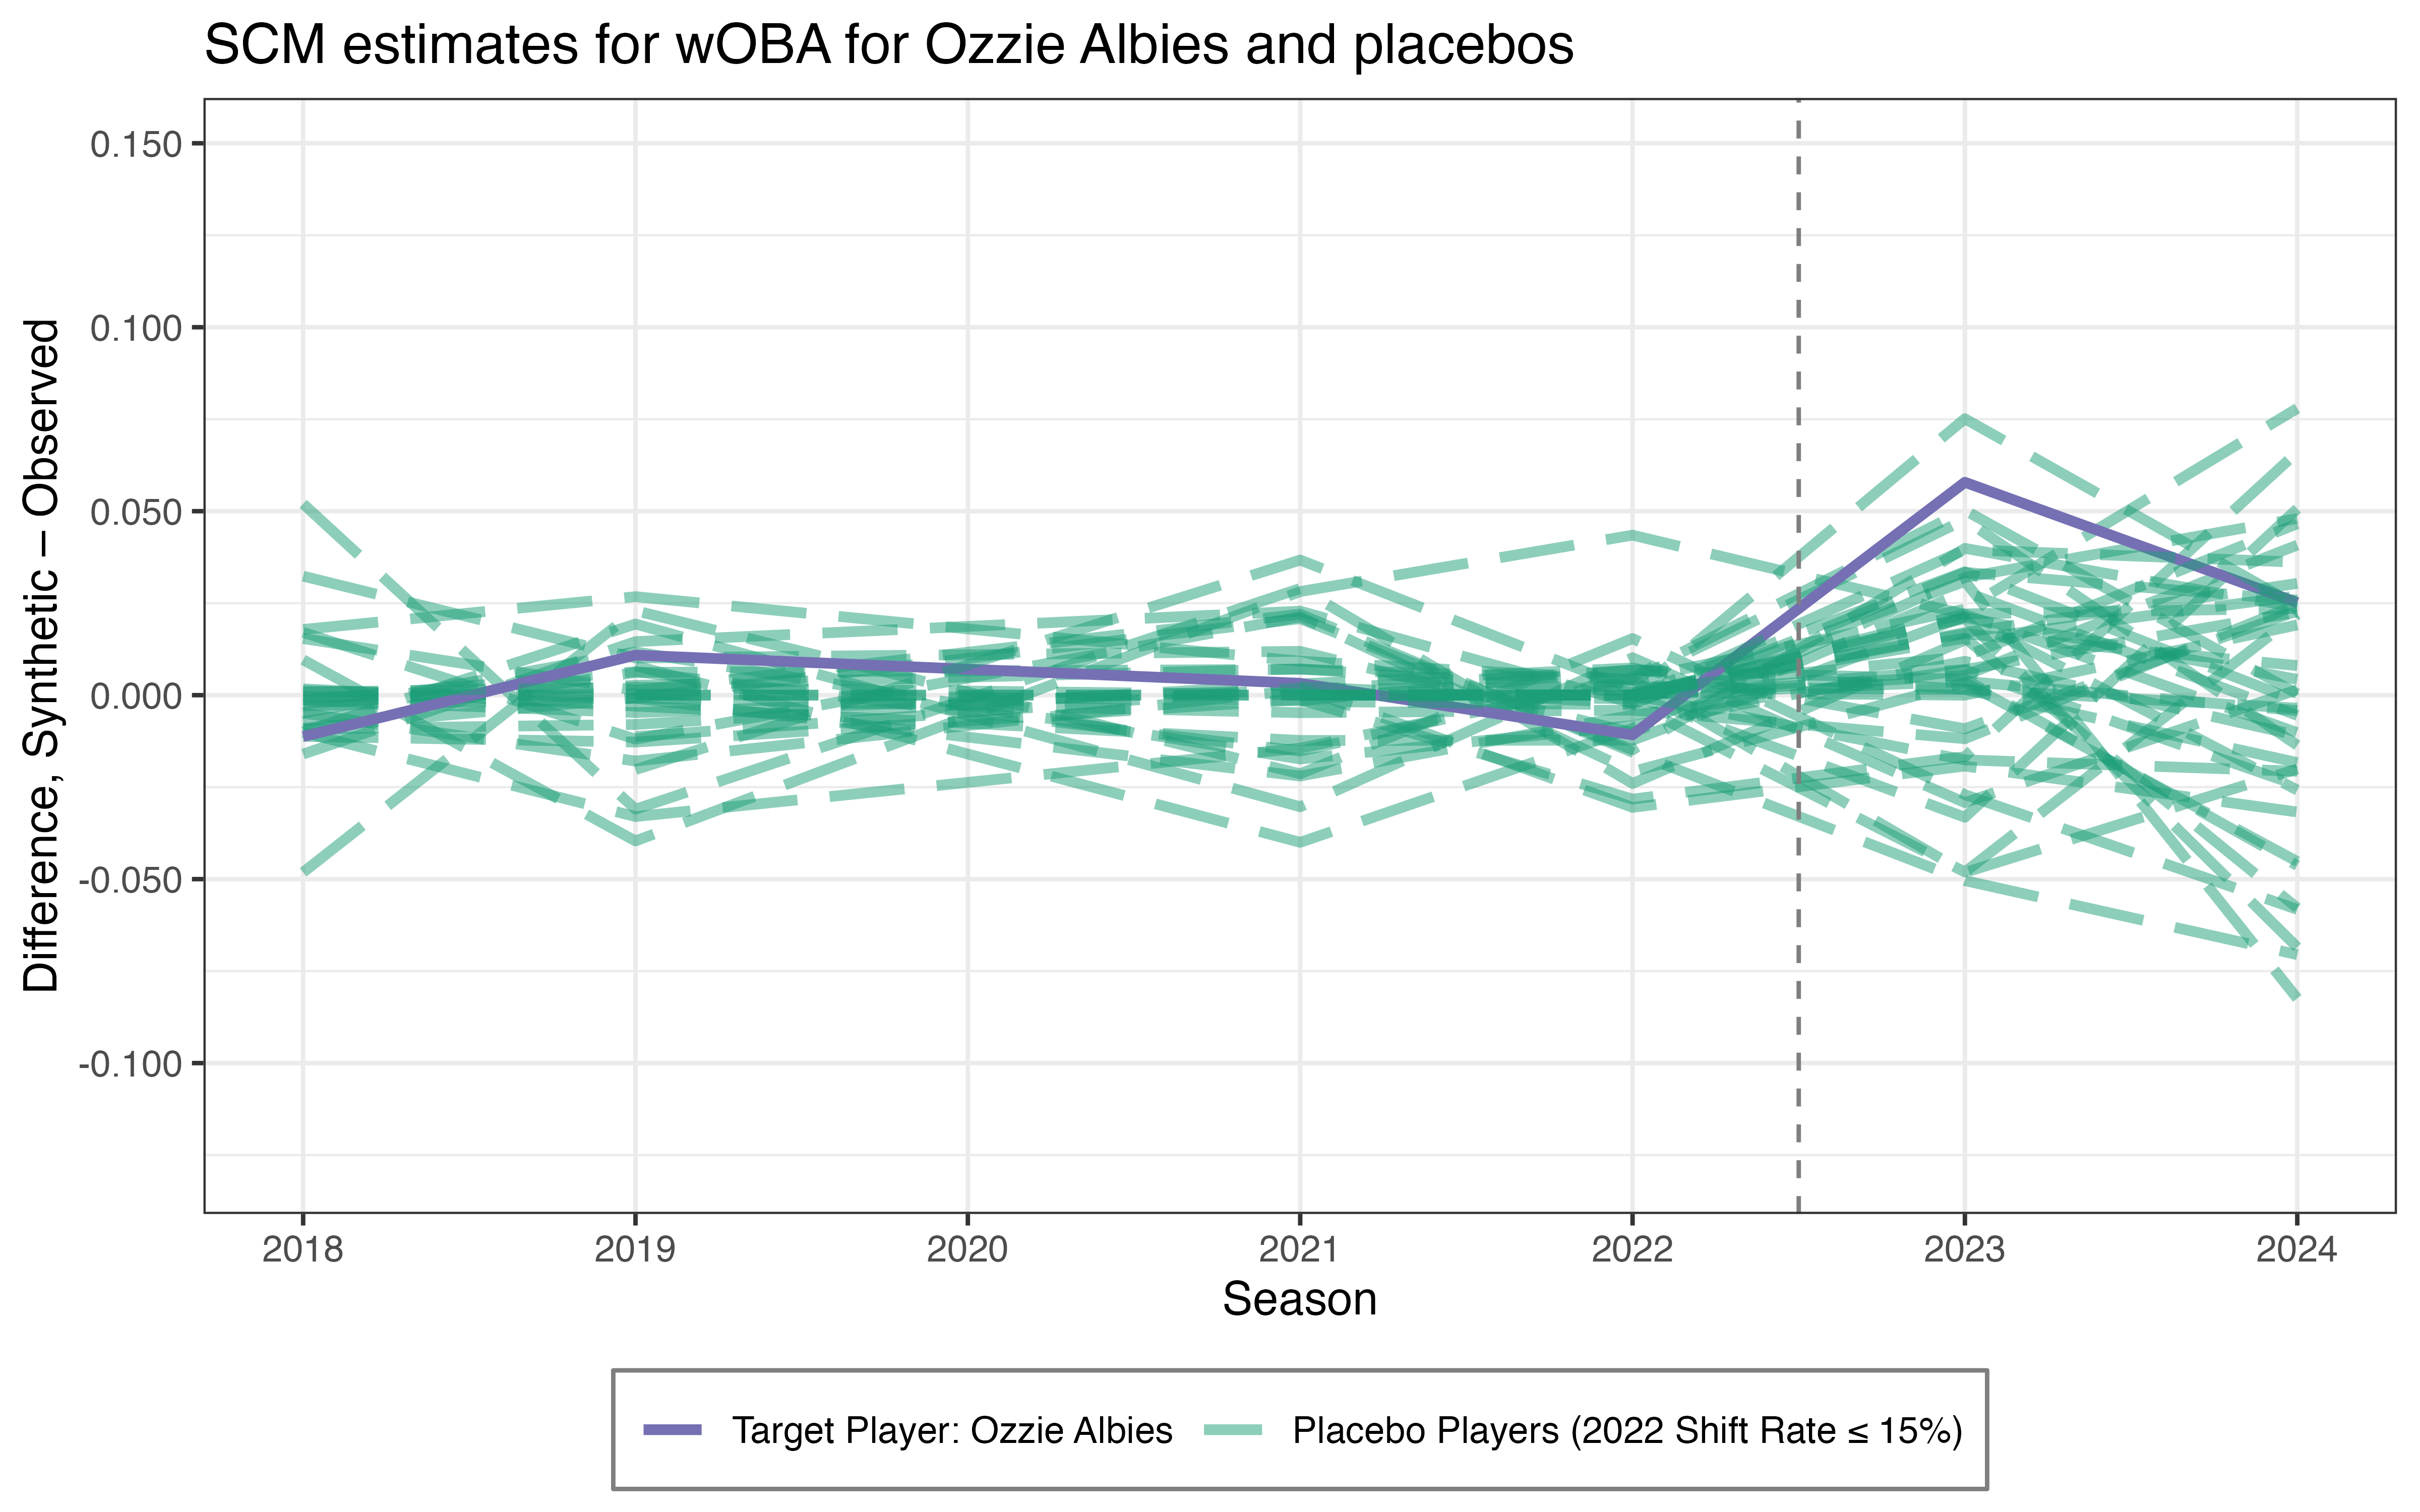 SCM estimates for wOBA for Ozzie Albies and placebos
Difference, Synthetic − Observed
0.150
0.100
0.050
0.000
-0.050
-0.100
2018 2019 2020 2021 2022 2023 2024
Season
Target Player: Ozzie Albies Placebo Players (2022 Shift Rate ≤ 15%)